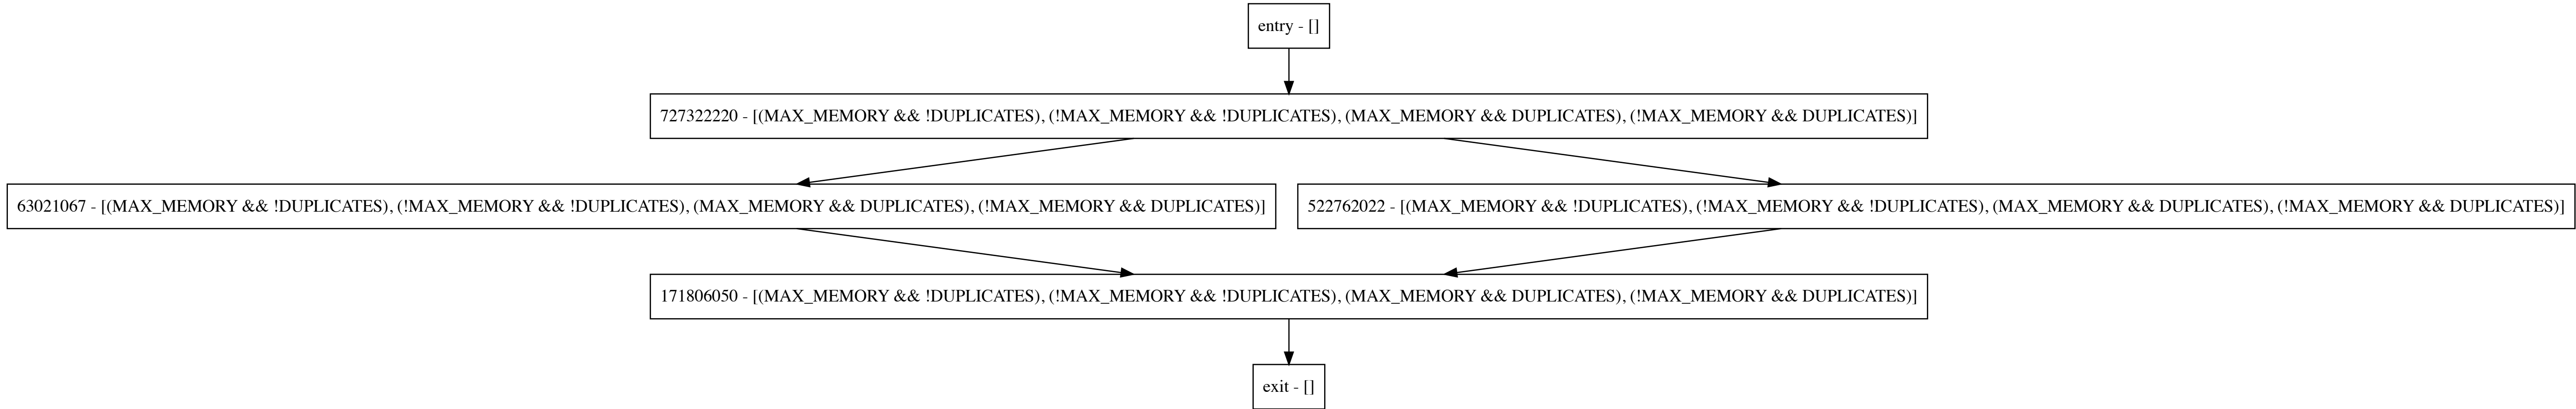 entry - []
727322220 - [(MAX_MEMORY && !DUPLICATES), (!MAX_MEMORY && !DUPLICATES), (MAX_MEMORY && DUPLICATES), (!MAX_MEMORY && DUPLICATES)]
63021067 - [(MAX_MEMORY && !DUPLICATES), (!MAX_MEMORY && !DUPLICATES), (MAX_MEMORY && DUPLICATES), (!MAX_MEMORY && DUPLICATES)]
522762022 - [(MAX_MEMORY && !DUPLICATES), (!MAX_MEMORY && !DUPLICATES), (MAX_MEMORY && DUPLICATES), (!MAX_MEMORY && DUPLICATES)]
171806050 - [(MAX_MEMORY && !DUPLICATES), (!MAX_MEMORY && !DUPLICATES), (MAX_MEMORY && DUPLICATES), (!MAX_MEMORY && DUPLICATES)]
exit - []